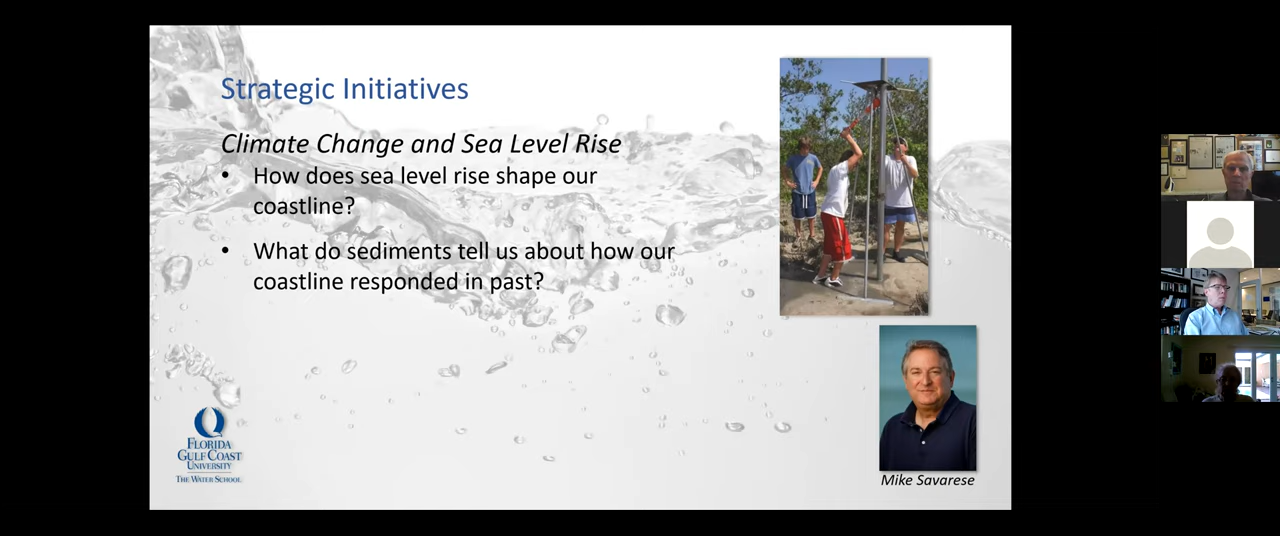 Strategic Initiatives
Climate Change and Sea Level Rise
• How does sea level rise shape our
coastline?
• What do sediments tell us about how our
coastline responded in past?
FLORIDA
GULF COAST
UNIVERSITY
THE WATER SCHOOL
Mike Savarese